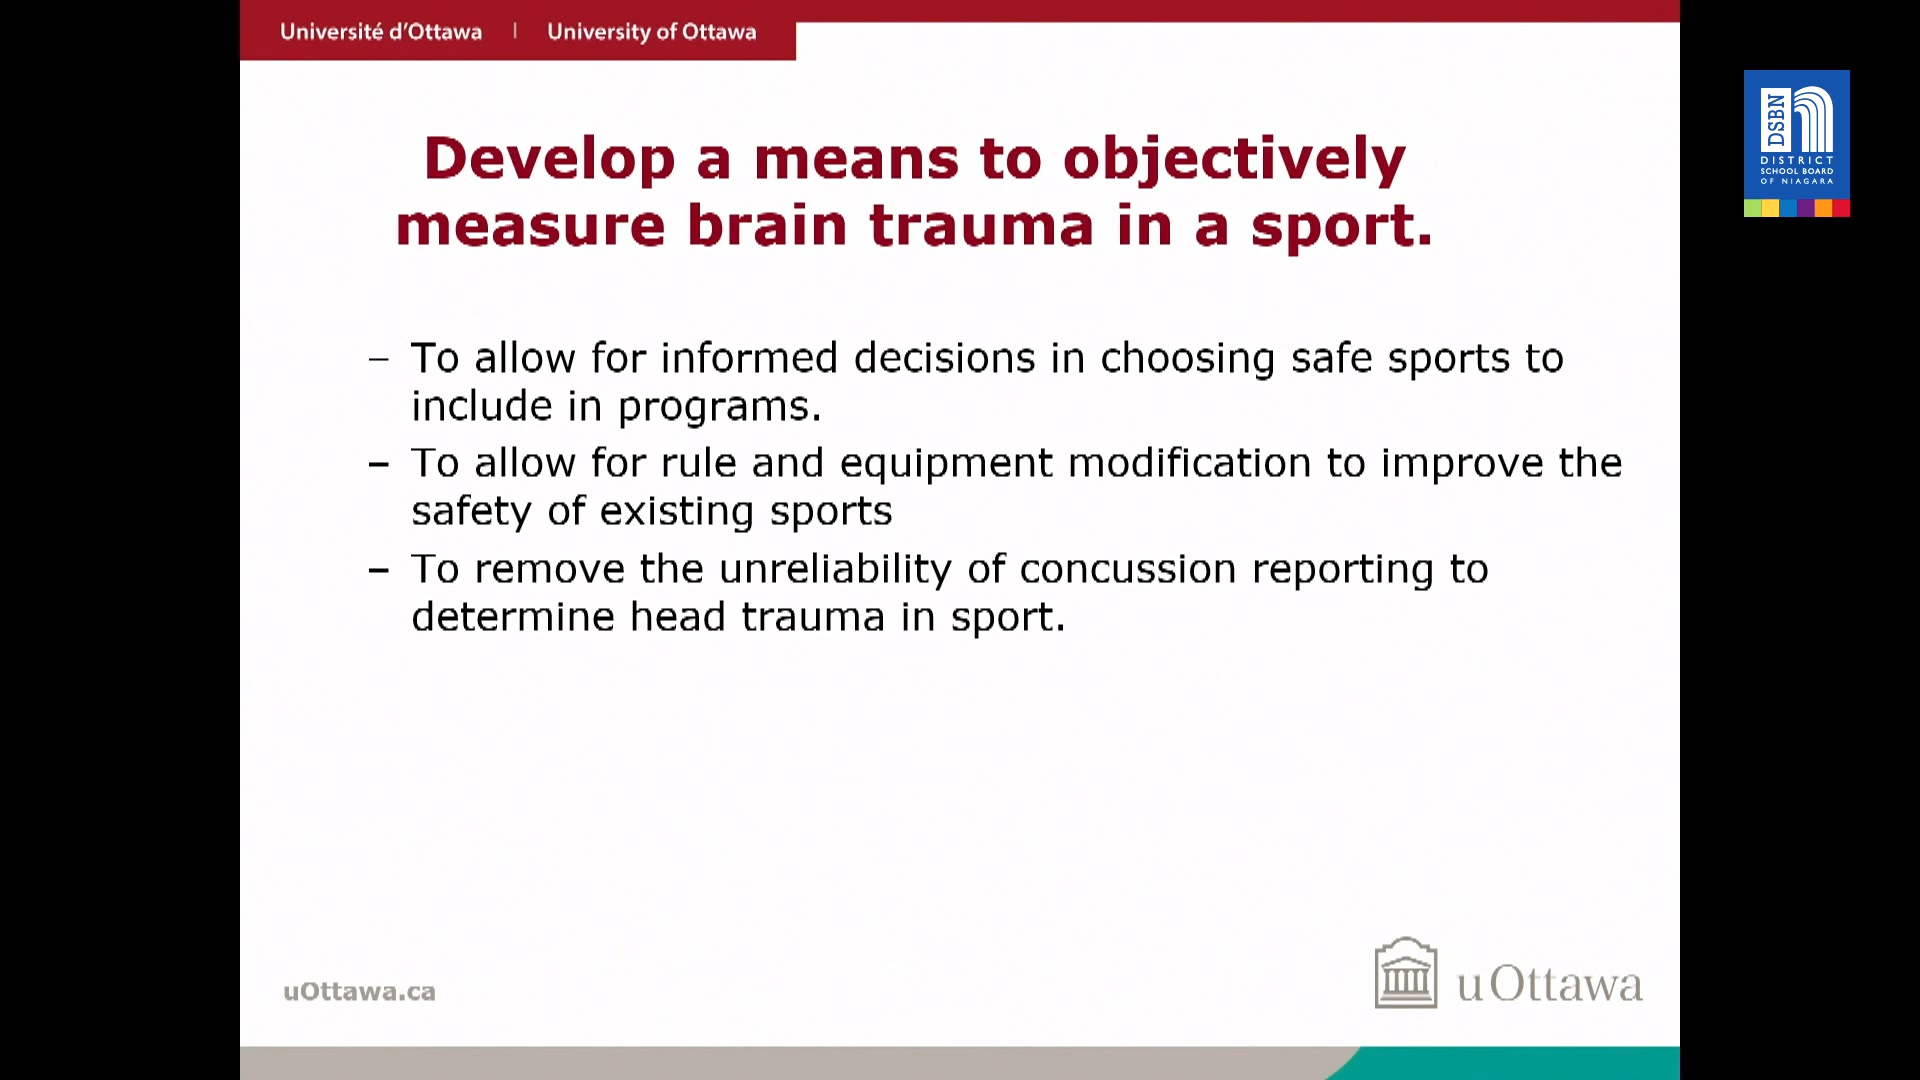 Université d'Ottawa | University of Ottawa
DSBN
DISTRICT
SCHOOL BOARD
OF NIAGARA
Develop a means to objectively
measure brain trauma in a sport.
– To allow for informed decisions in choosing safe sports to
include in programs.
– To allow for rule and equipment modification to improve the
safety of existing sports
– To remove the unreliability of concussion reporting to
determine head trauma in sport.
uOttawa.ca
uOttawa